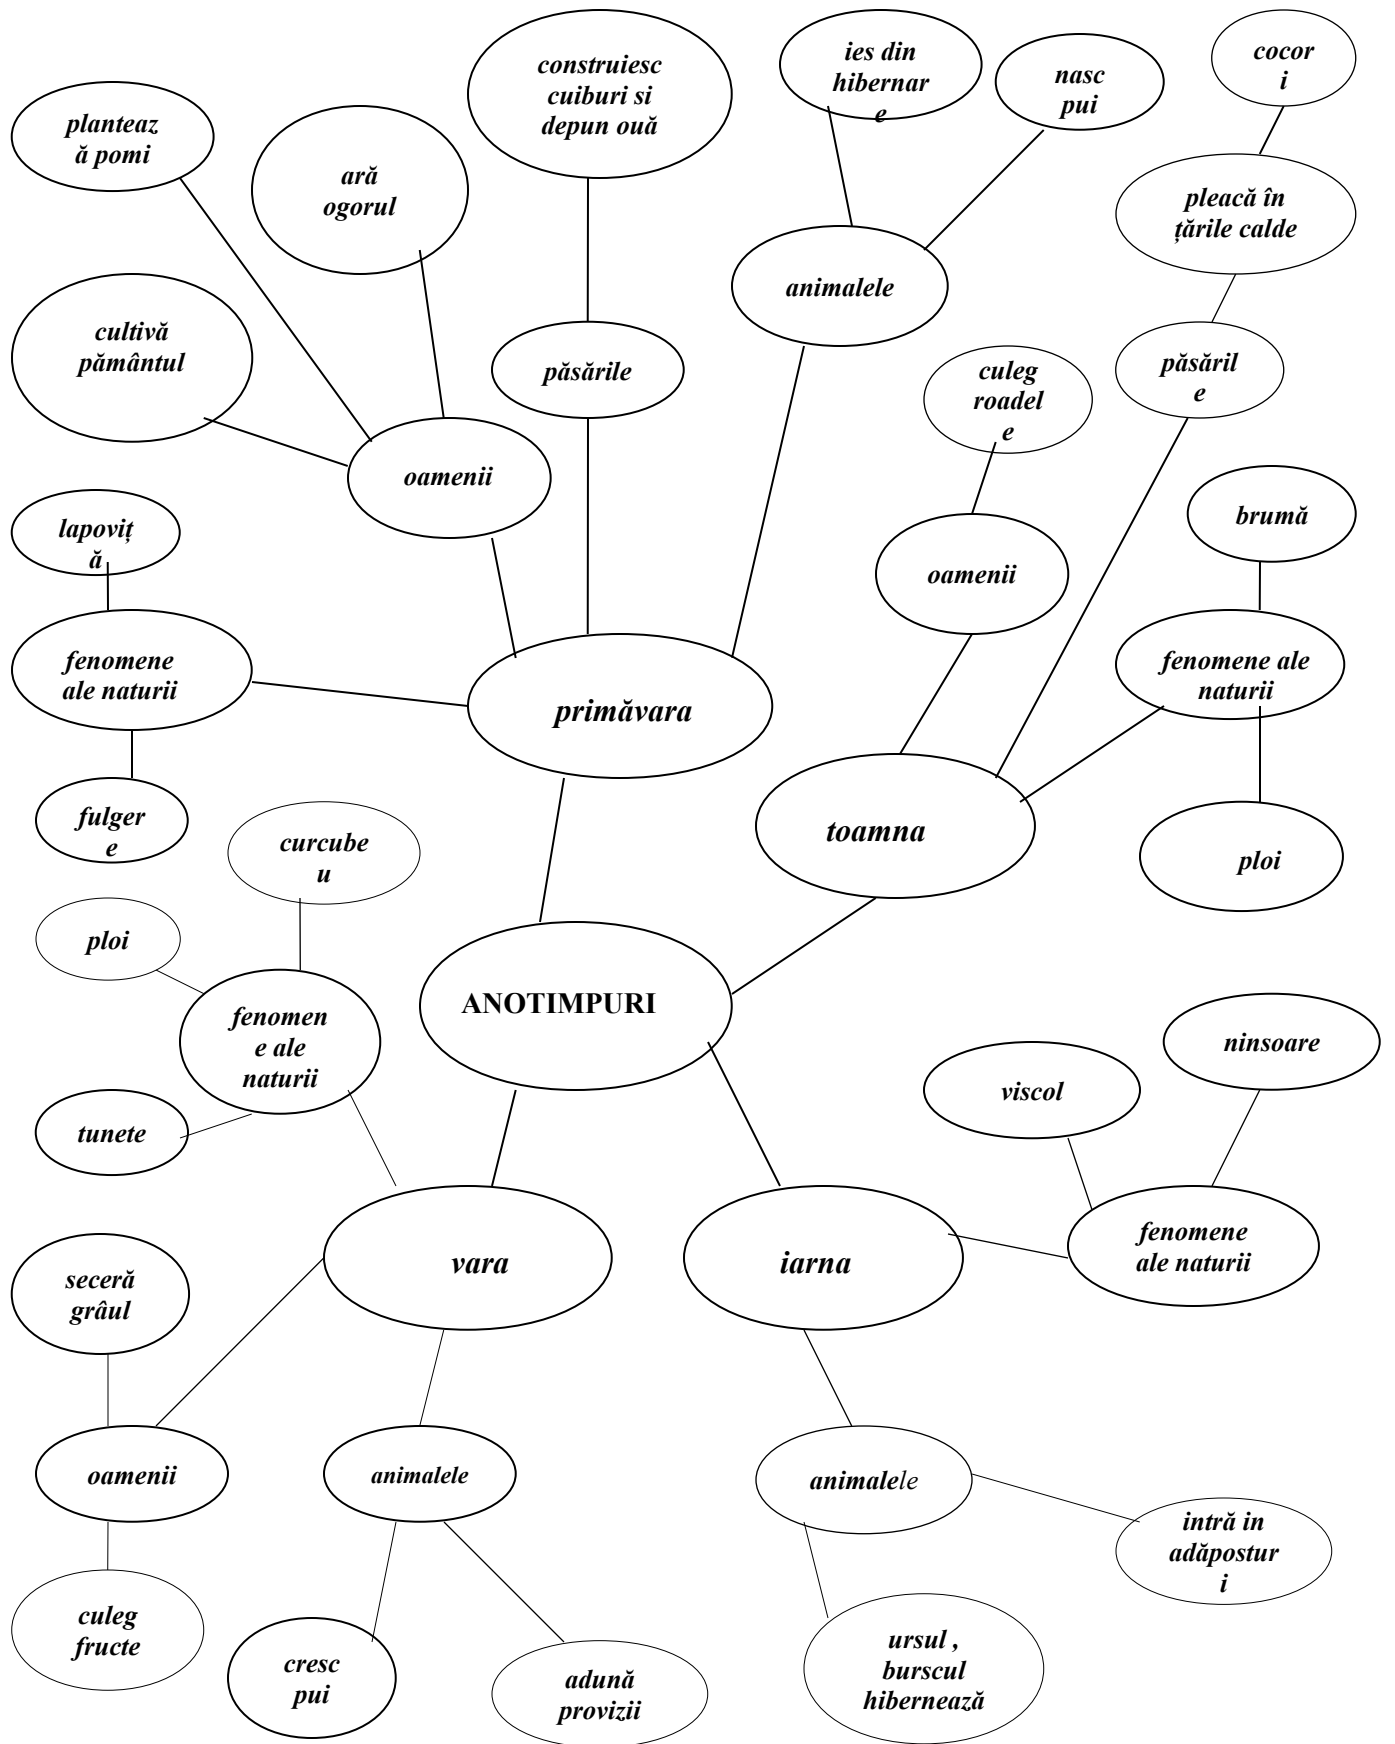 construiesc
cuiburi si
depun ouă
ies din
hibernar
e
nasc
pui
cocor
i
planteaz
ă pomi
ară
ogorul
pleacă în
țările calde
animalele
cultivă
pământul
păsările
culeg
roadel
e
păsăril
e
oamenii
lapoviț
ă
brumă
oamenii
fenomene
ale naturii
fenomene ale
naturii
primăvara
fulger
e
toamna
curcube
u
ploi
ploi
ANOTIMPURI
fenomen
e ale
naturii
ninsoare
viscol
tunete
vara
iarna
fenomene
ale naturii
seceră
grâul
oamenii
animalele
animalele
intră in
adăpostur
i
culeg
fructe
cresc
pui
adună
provizii
ursul ,
burscul
hibernează